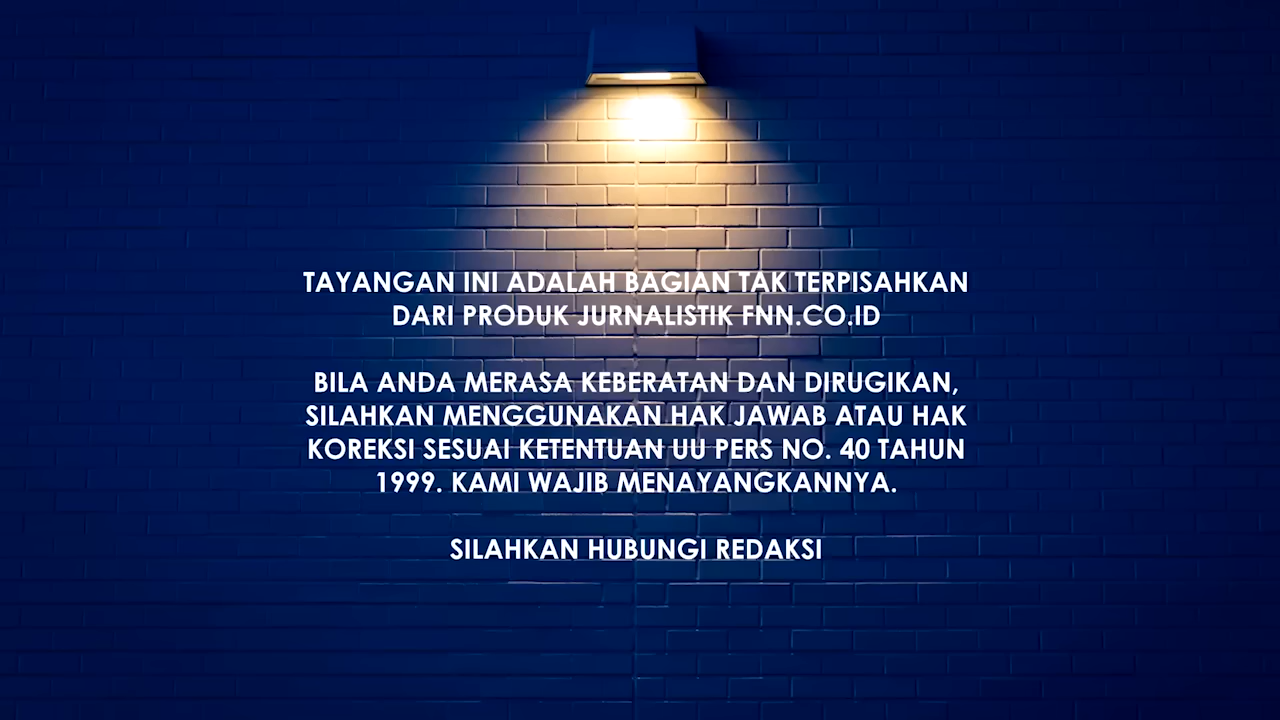 TAYANGAN INI ADALAH BAGIAN TAK TERPISAHKAN
DARI PRODUK JURNALISTIK FNN.CO.ID
BILA ANDA MERASA KEBERATAN DAN DIRUGIKAN,
SILAHKAN MENGGUNAKAN HAK JAWAB ATAU HAK
KOREKSI SESUAI KETENTUAN UU PERS NO. 40 TAHUN
1999. KAMI WAJIB MENAYANGKANNYA.
SILAHKAN HUBUNGI REDAKSI